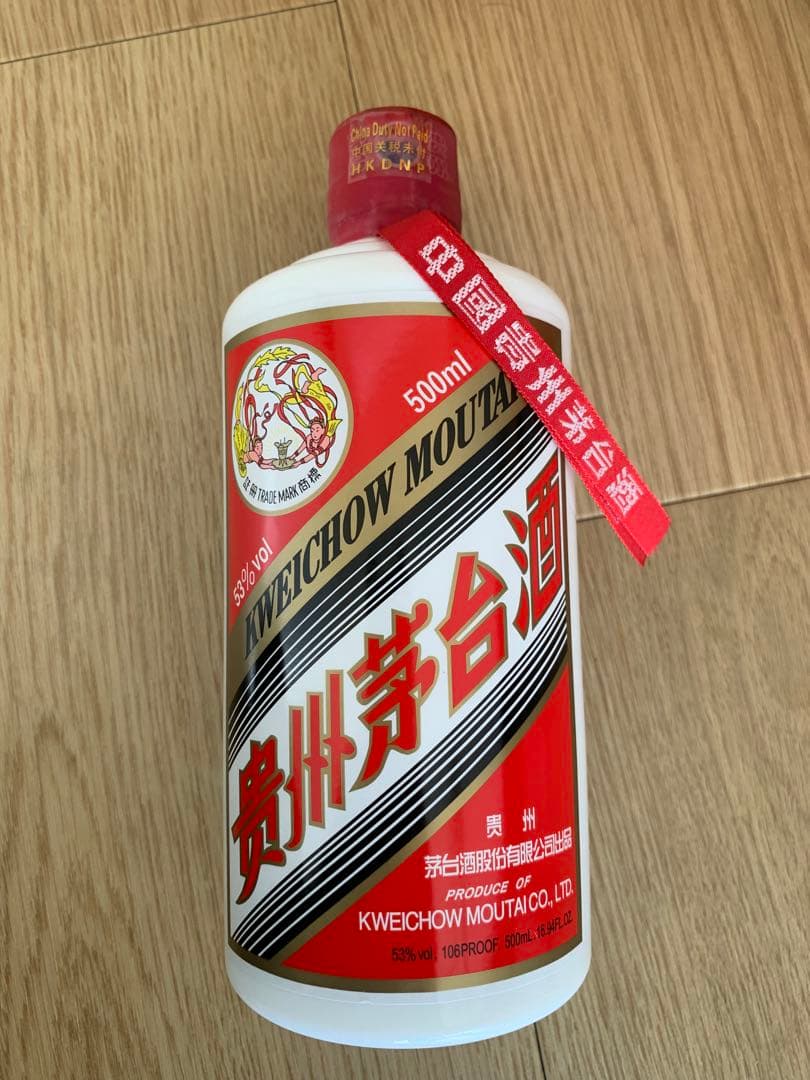 China Duty Not Paid
中国关税未付
HKDNP
中國贵州茅台酒
500ml
注册 TRADE MARK 商標
53%vol
KWEICHOW MOUTAI
贵州茅台酒
贵州
茅台酒股份有限公司出品
PRODUCE OF
KWEICHOW MOUTAI CO., LTD.
53%vol, 106PROOF, 500mL, 16.94FL.OZ.